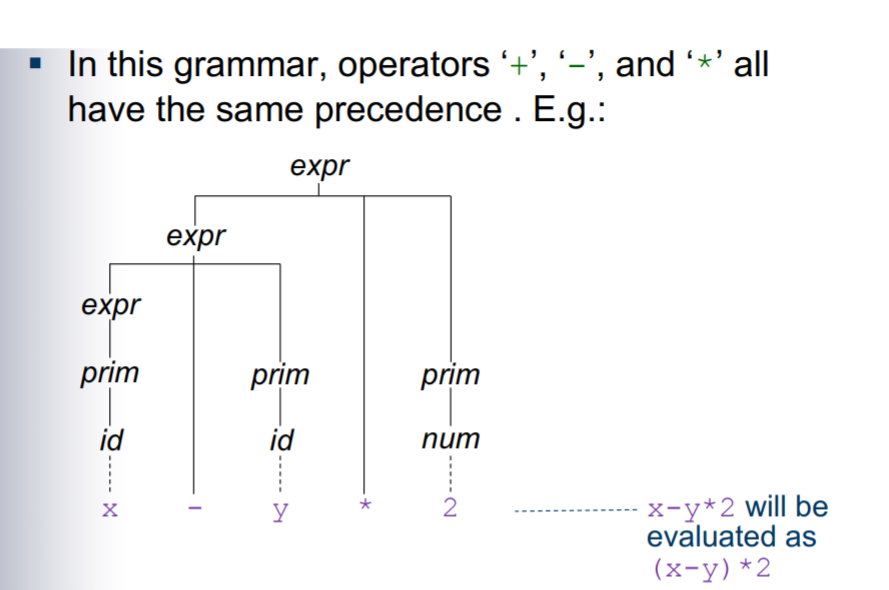 ▪ In this grammar, operators ‘+’, ‘−’, and ‘*’ all
have the same precedence . E.g.:
expr
expr
expr
prim prim prim
id id num
x - y * 2 x-y*2 will be
evaluated as
(x-y)*2